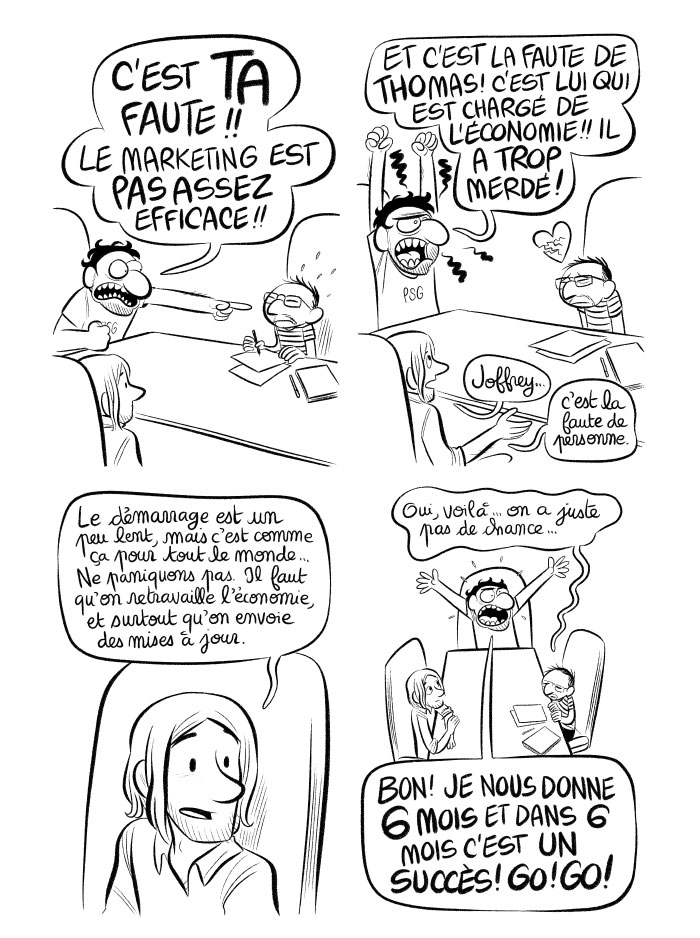 C'EST TA
FAUTE !!
LE MARKETING EST
PAS ASSEZ
EFFICACE !!
SG
ET C'EST LA FAUTE DE
THOMAS! C'EST LUI QUI
EST CHARGÉ DE
L'ÉCONOMIE !! IL
A TROP
MERDÉ !
PSG
Joffrey...
c'est la
faute de
personne.
Le démarrage est un
peu lent, mais c'est comme
ça pour tout le monde...
Ne paniquons pas. Il faut
qu'on retravaille l'économie,
et surtout qu'on envoie
des mises à jour.
Oui, voilà... on a juste
pas de chance...
BON! JE NOUS DONNE
6 MOIS ET DANS 6
MOIS C'EST UN
SUCCÈS! GO! GO!